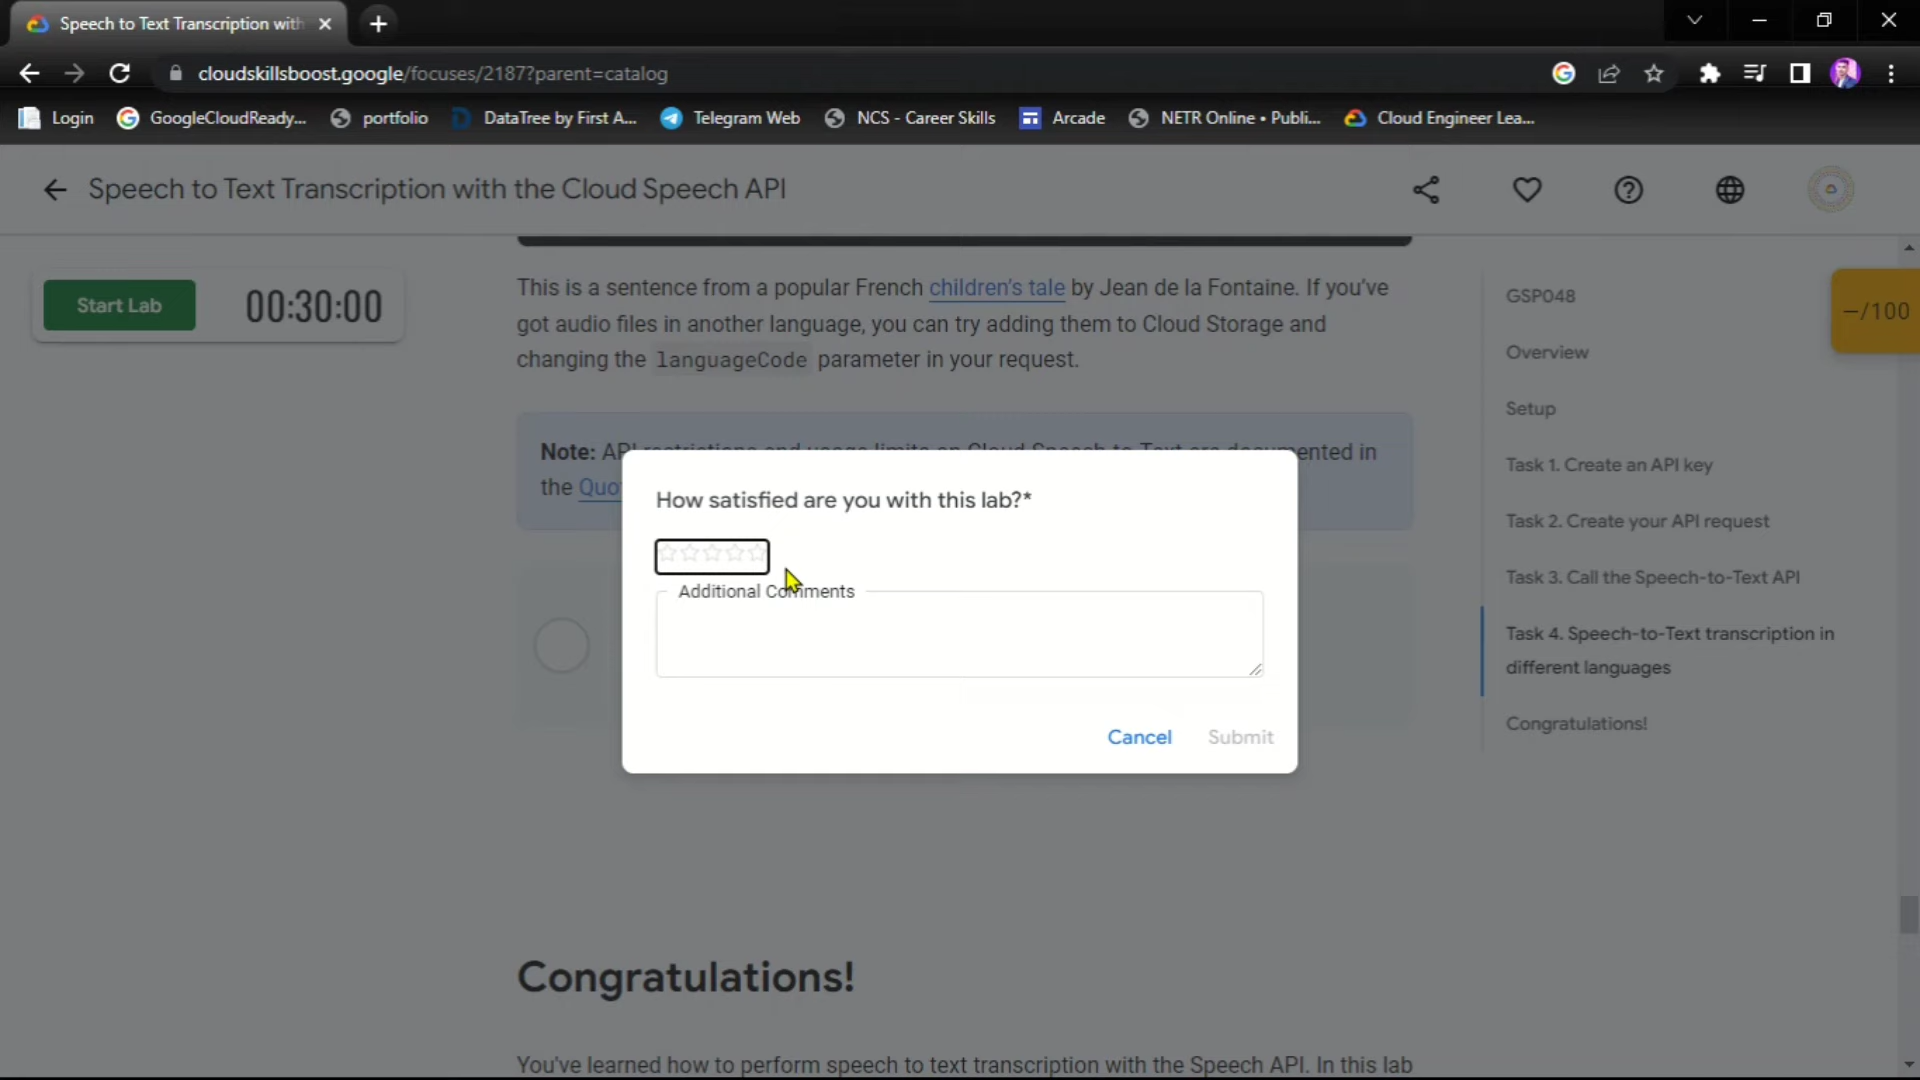 Speech to Text Transcription with
cloudskillsboost.google/focuses/2187?parent=catalog
Login
GoogleCloudReady...
portfolio
DataTree by First A...
Telegram Web
NCS - Career Skills
Arcade
NETR Online • Publi...
Cloud Engineer Lea...
Speech to Text Transcription with the Cloud Speech API
Start Lab
00:30:00
This is a sentence from a popular French children's tale by Jean de la Fontaine. If you've
got audio files in another language, you can try adding them to Cloud Storage and
changing the languageCode parameter in your request.
Note: API restrictions and usage limits on Cloud Speech-to-Text are documented in
the Quo
How satisfied are you with this lab?*
Additional Comments
Cancel
Submit
GSP048
Overview
Setup
Task 1. Create an API key
Task 2. Create your API request
Task 3. Call the Speech-to-Text API
Task 4. Speech-to-Text transcription in
different languages
Congratulations!
–/100
Congratulations!
You've learned how to perform speech to text transcription with the Speech API. In this lab